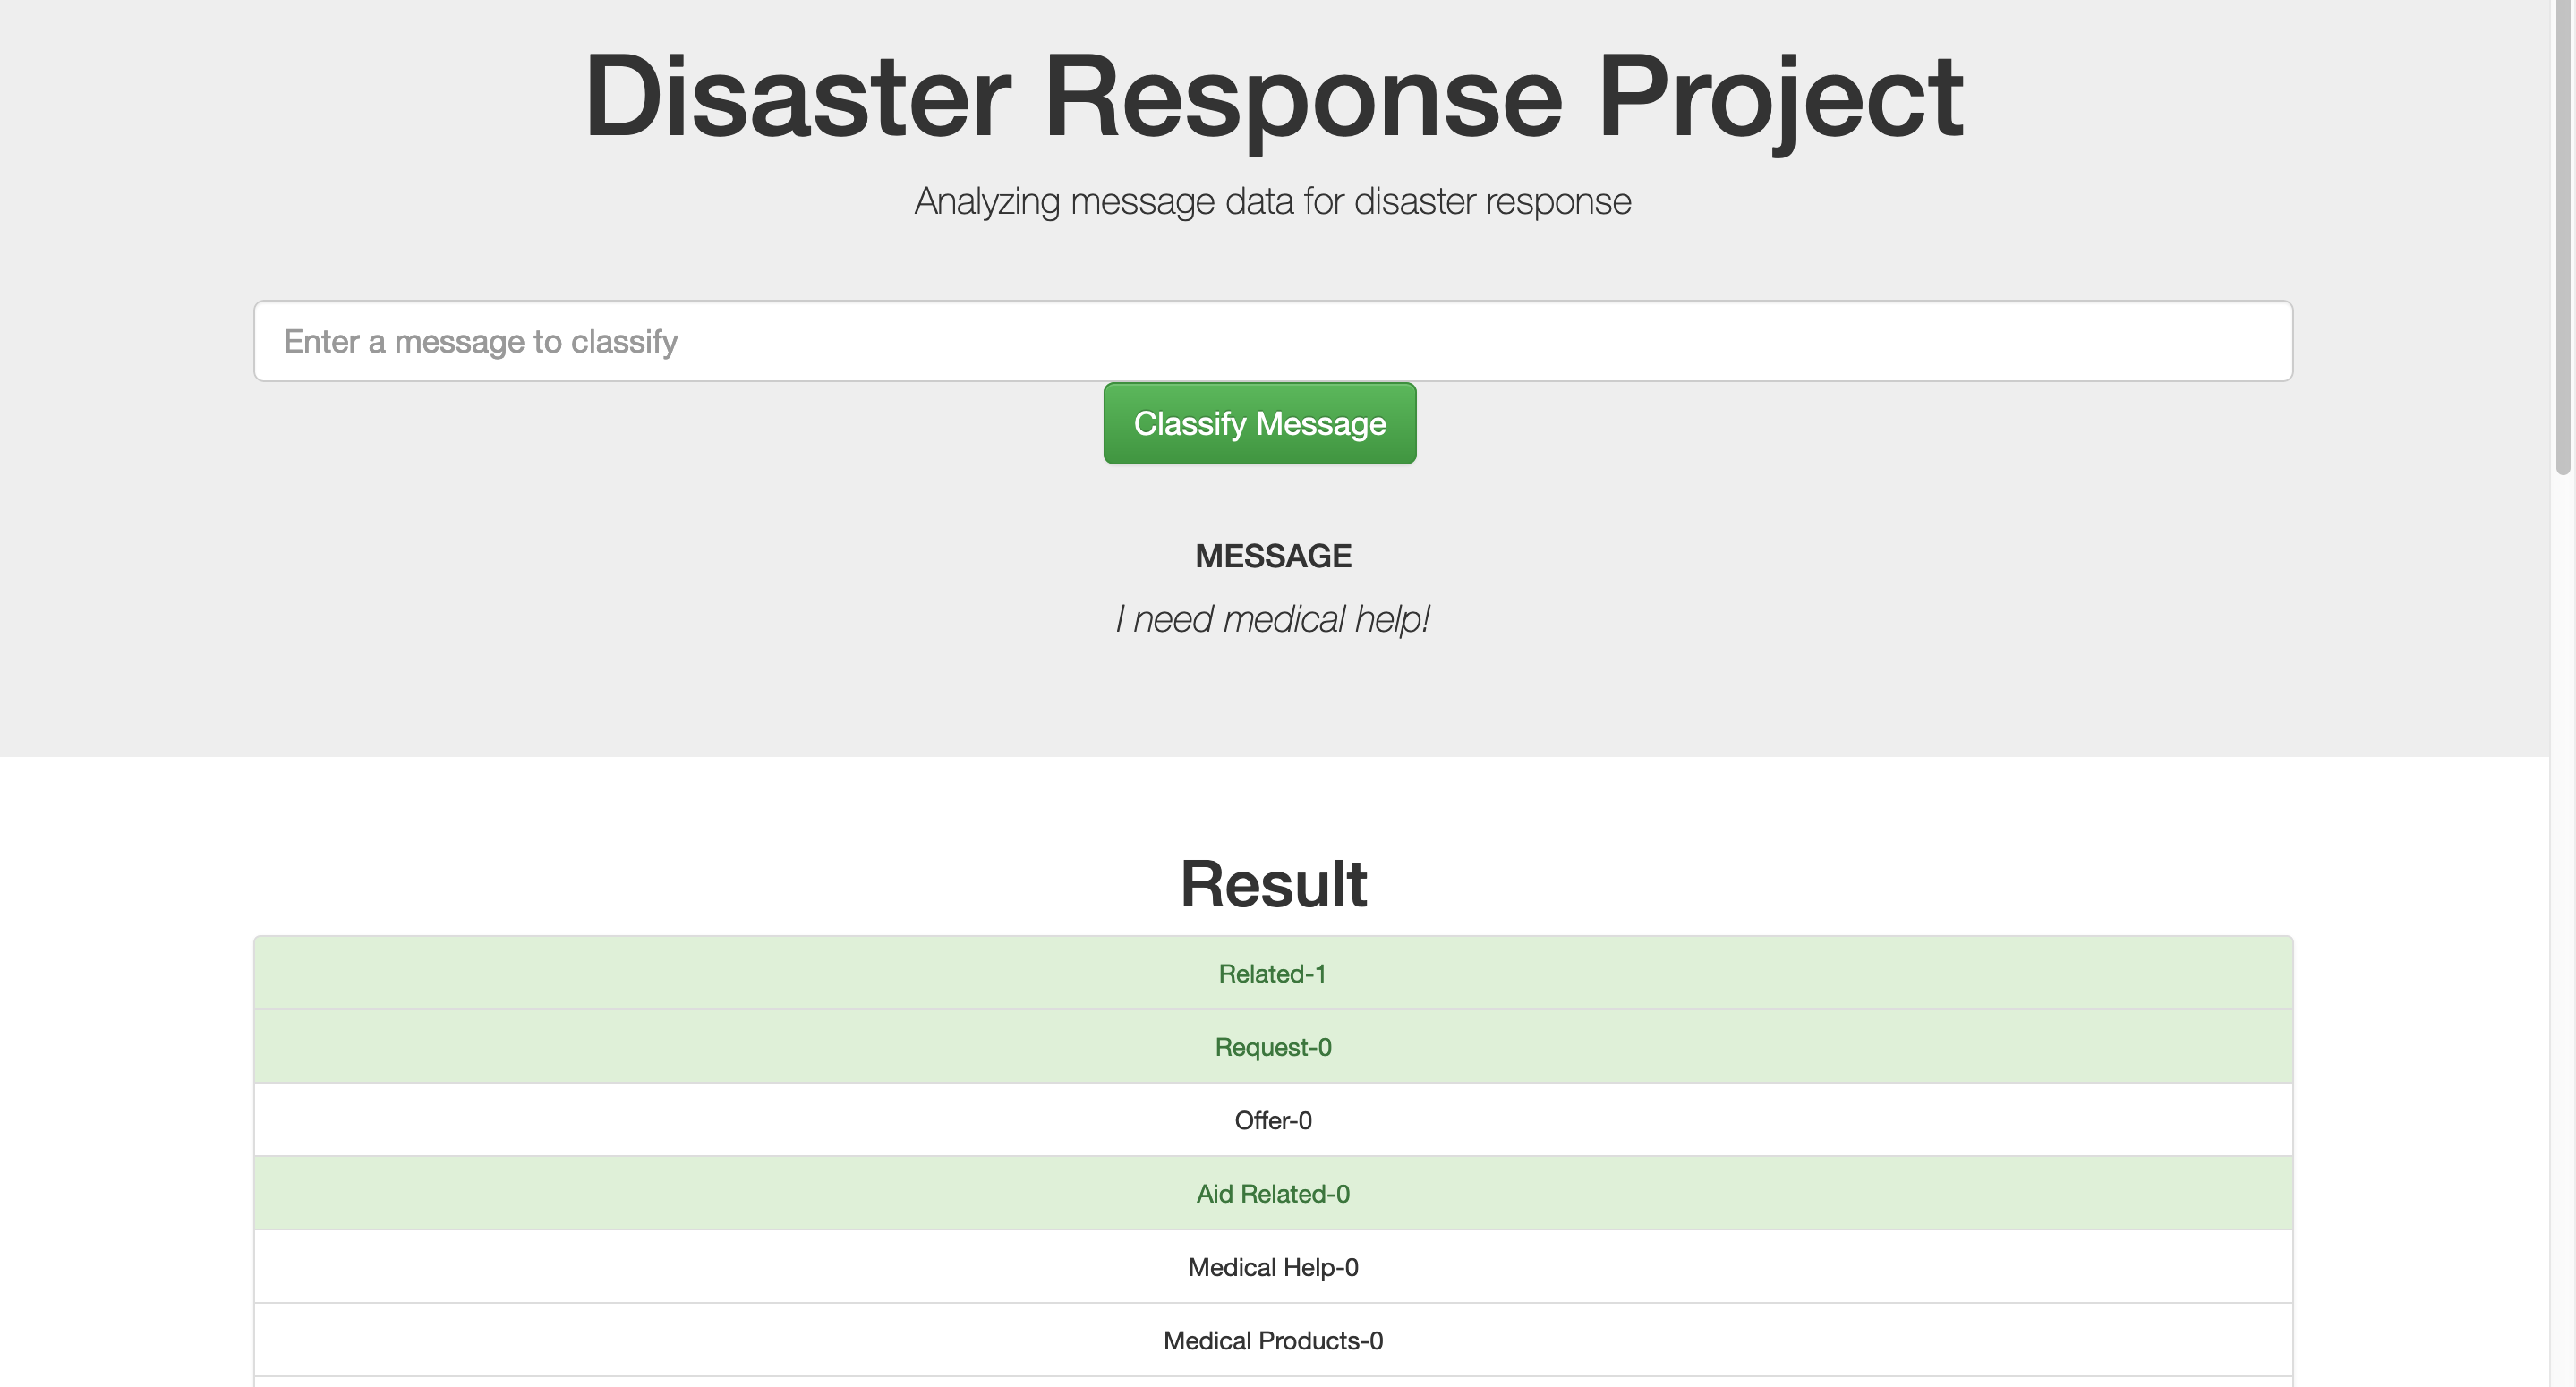 Disaster Response Project
Analyzing message data for disaster response
Enter a message to classify
Classify Message
MESSAGE
I need medical help!
Result
Related-1
Request-0
Offer-0
Aid Related-0
Medical Help-0
Medical Products-0